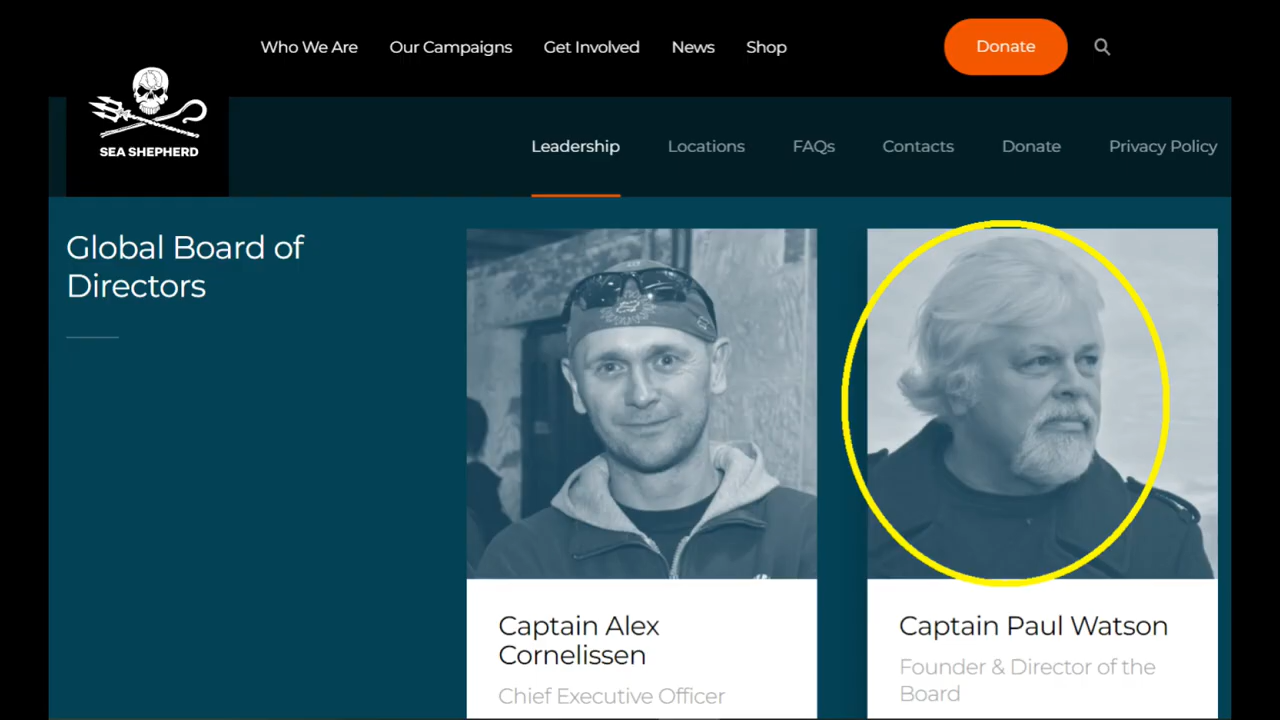 Who We Are
Our Campaigns
Get Involved
News
Shop
Donate
SEA SHEPHERD
Leadership
Locations
FAQs
Contacts
Donate
Privacy Policy
Global Board of
Directors
Captain Alex
Cornelissen
Chief Executive Officer
Captain Paul Watson
Founder & Director of the
Board